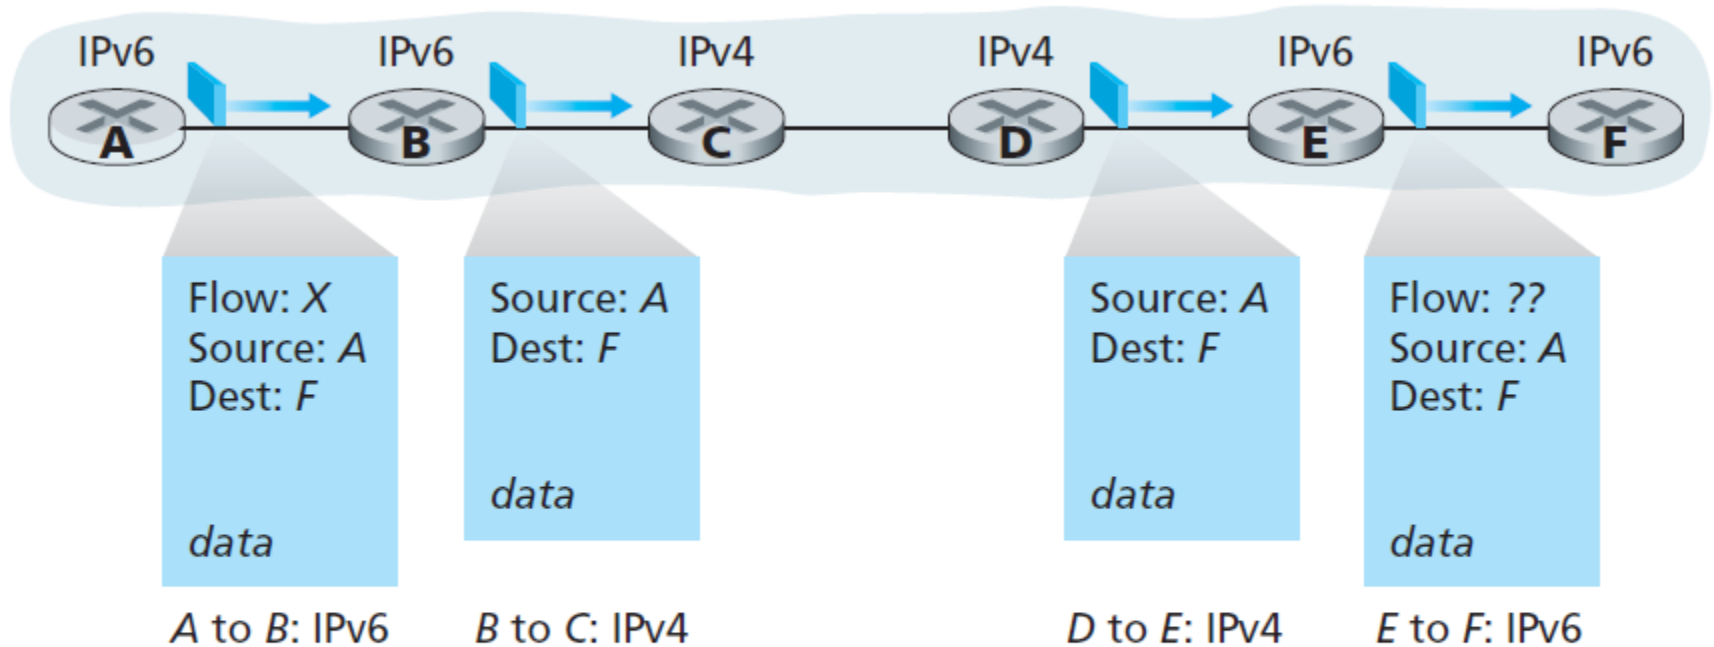 IPv6
IPv6
IPv4
IPv4
IPv6
IPv6
A
B
C
D
E
F
Flow: X
Source: A
Dest: F
data
Source: A
Dest: F
data
Source: A
Dest: F
data
Flow: ??
Source: A
Dest: F
data
A to B: IPv6
B to C: IPv4
D to E: IPv4
E to F: IPv6